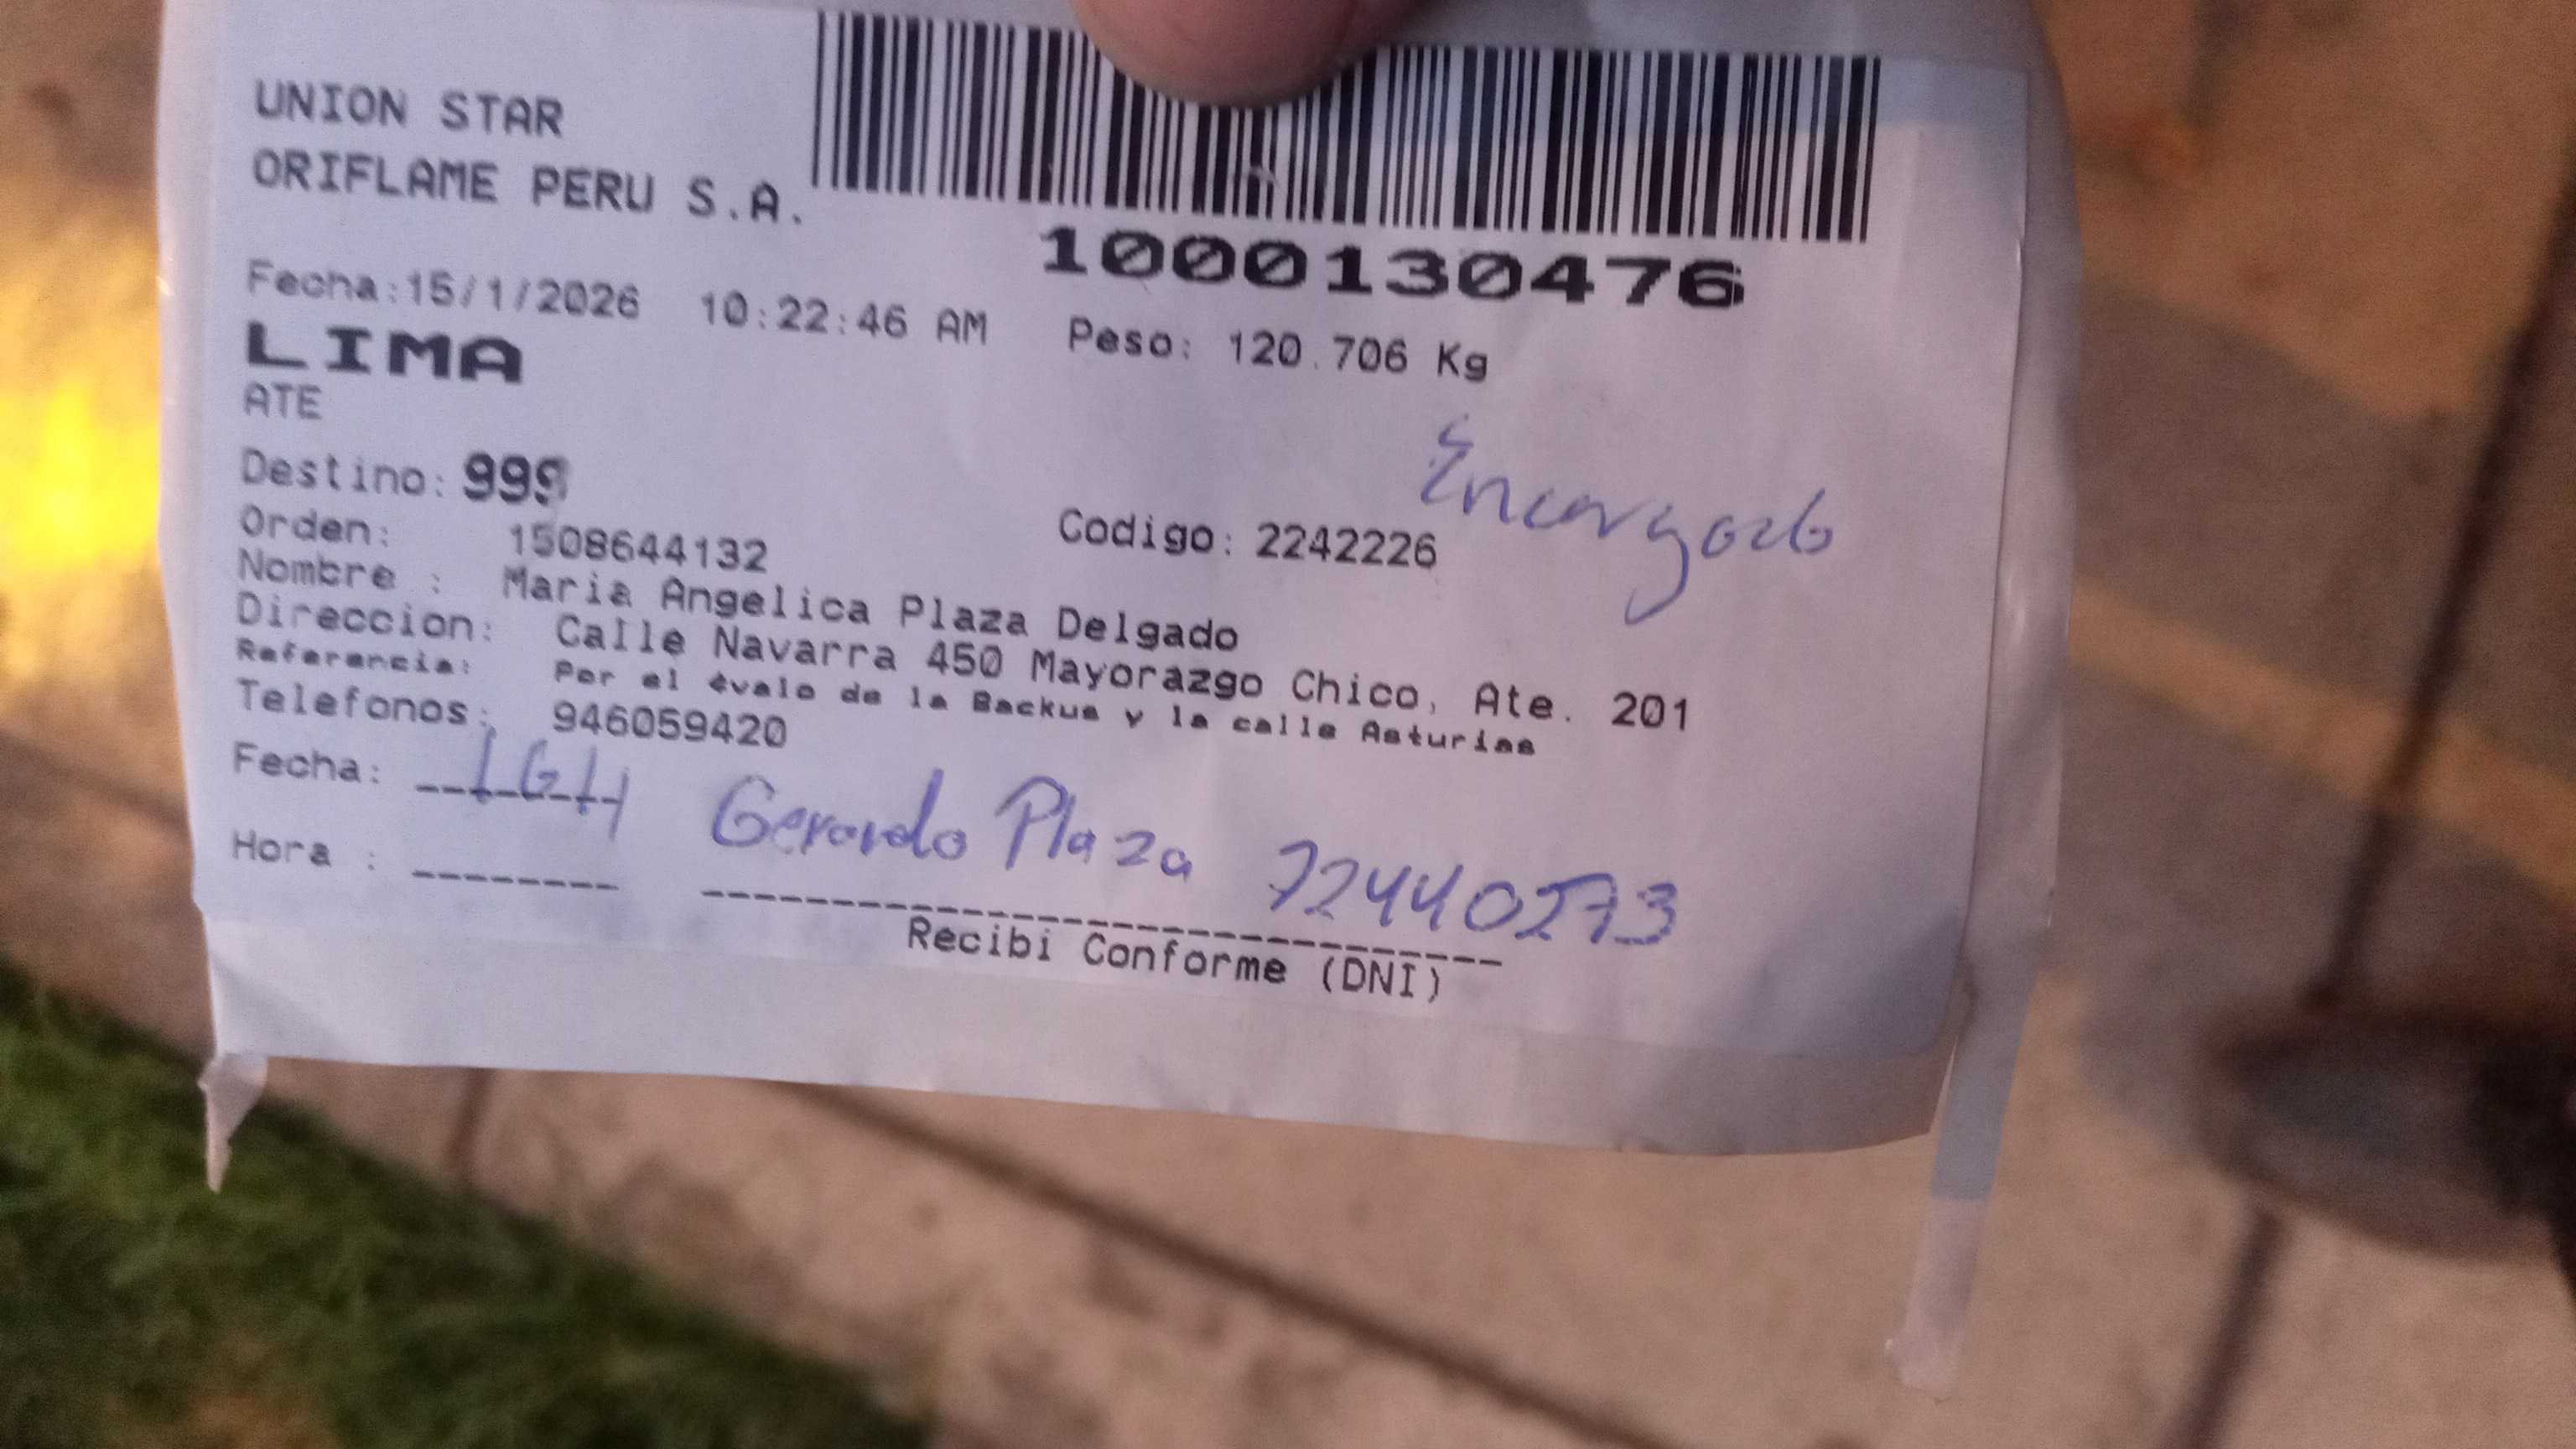 UNION STAR
ORIFLAME PERU S.A.
1000130476
Fecha:15/1/2026 10:22:46 AM Peso: 120.706 Kg
LIMA
ATE
Encargado
Destino: 999
Orden: 1508644132 Codigo: 2242226
Nombre : Maria Angelica Plaza Delgado
Direccion: Calle Navarra 450 Mayorazgo Chico, Ate. 201
Referencia: Por el óvalo de la Backus y la calle Asturias
Telefonos: 946059420
Fecha: 16/1
Gerardo Plaza 72440273
Hora :
Recibi Conforme (DNI)